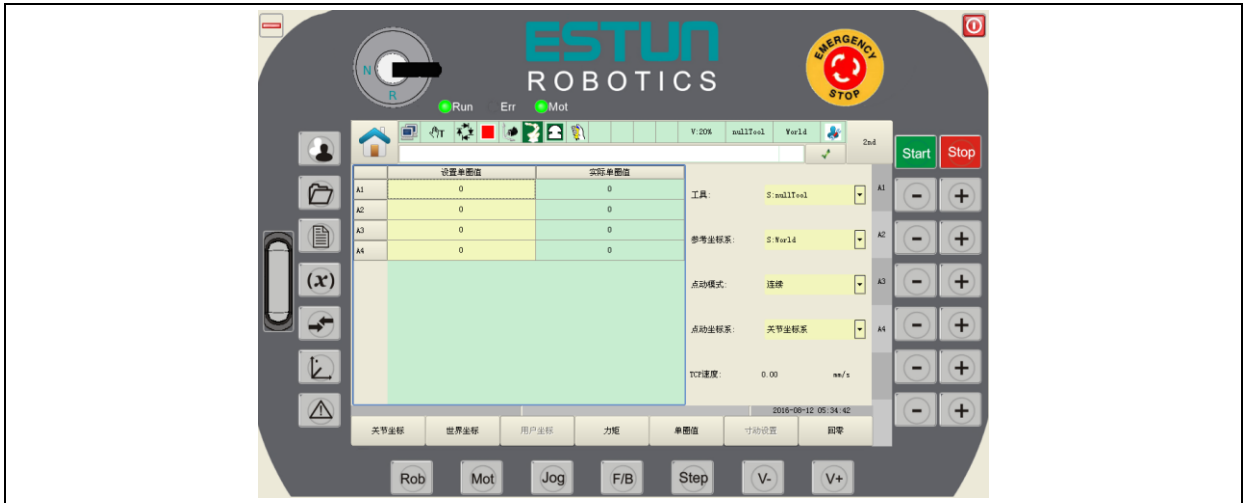 ESTUN
ROBOTICS
EMERGENCY
STOP
N
R
Run Err Mot
T V:20% nullTool World 2nd
Start Stop
设置单圈值 实际单圈值
A1 0 0
A2 0 0
A3 0 0
A4 0 0
工具: S:nullTool A1
参考坐标系: S:World A2
点动模式: 连续 A3
点动坐标系: 关节坐标系 A4
TCP速度: 0.00 mm/s
(x)
2016-08-12 05:34:42
关节坐标 世界坐标 用户坐标 力矩 单圈值 寸动设置 回零
Rob Mot Jog F/B Step V- V+